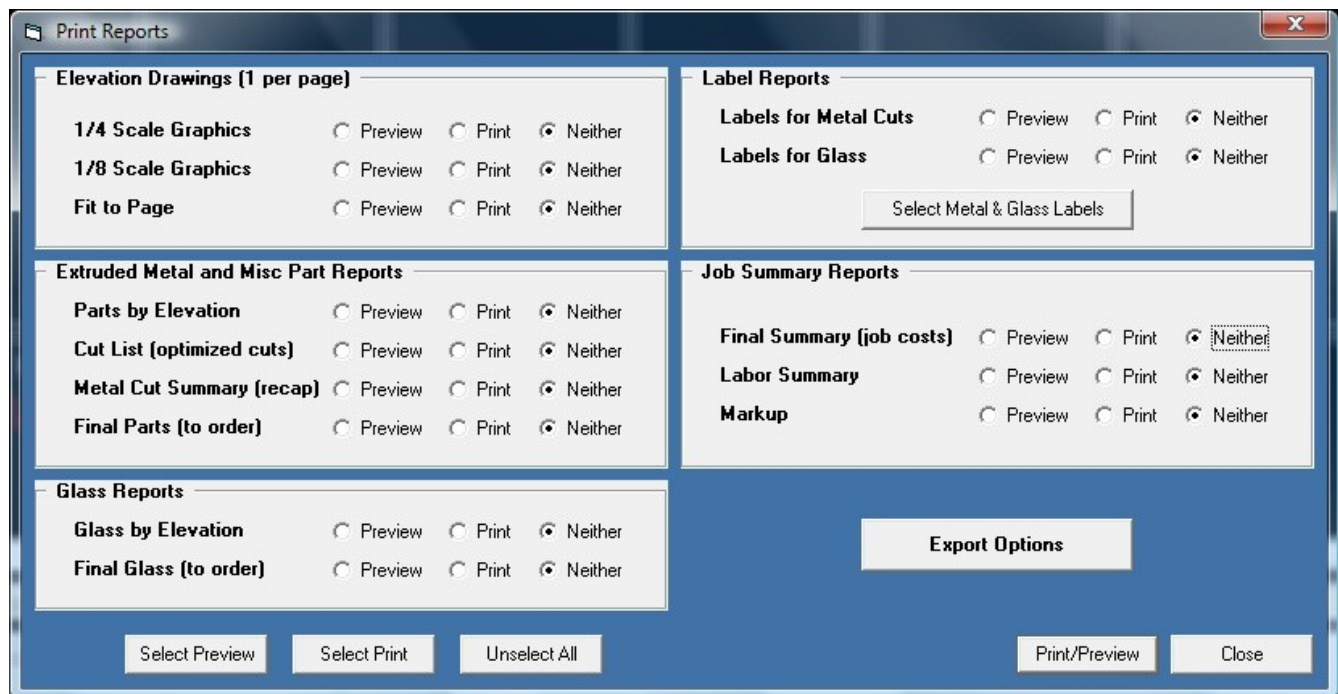 Print Reports
Elevation Drawings (1 per page)
1/4 Scale Graphics Preview Print Neither
1/8 Scale Graphics Preview Print Neither
Fit to Page Preview Print Neither
Extruded Metal and Misc Part Reports
Parts by Elevation Preview Print Neither
Cut List (optimized cuts) Preview Print Neither
Metal Cut Summary (recap) Preview Print Neither
Final Parts (to order) Preview Print Neither
Glass Reports
Glass by Elevation Preview Print Neither
Final Glass (to order) Preview Print Neither
Label Reports
Labels for Metal Cuts Preview Print Neither
Labels for Glass Preview Print Neither
Select Metal & Glass Labels
Job Summary Reports
Final Summary (job costs) Preview Print Neither
Labor Summary Preview Print Neither
Markup Preview Print Neither
Export Options
Select Preview Select Print Unselect All Print/Preview Close